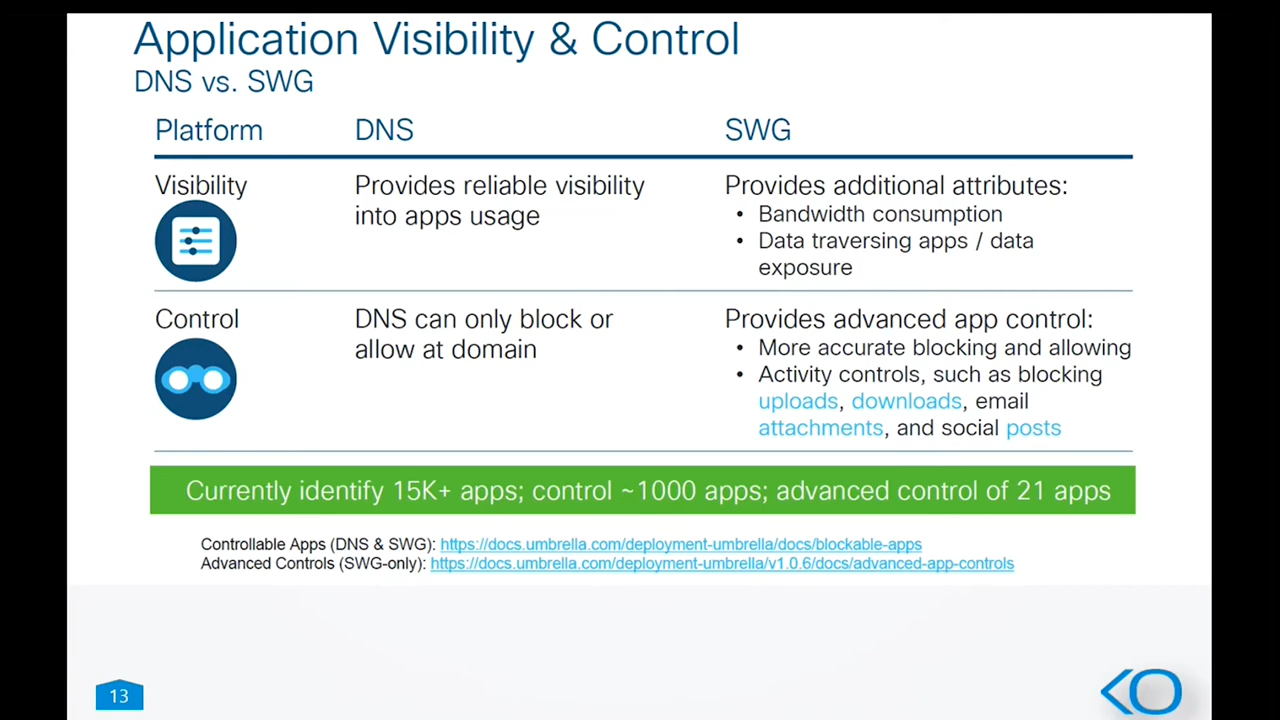 Application Visibility & Control
DNS vs. SWG
Platform
DNS
SWG
Visibility
Provides reliable visibility
into apps usage
Provides additional attributes:
• Bandwidth consumption
• Data traversing apps / data
exposure
Control
DNS can only block or
allow at domain
Provides advanced app control:
• More accurate blocking and allowing
• Activity controls, such as blocking
uploads, downloads, email
attachments, and social posts
Currently identify 15K+ apps; control ~1000 apps; advanced control of 21 apps
Controllable Apps (DNS & SWG): https://docs.umbrella.com/deployment-umbrella/docs/blockable-apps
Advanced Controls (SWG-only): https://docs.umbrella.com/deployment-umbrella/v1.0.6/docs/advanced-app-controls
13